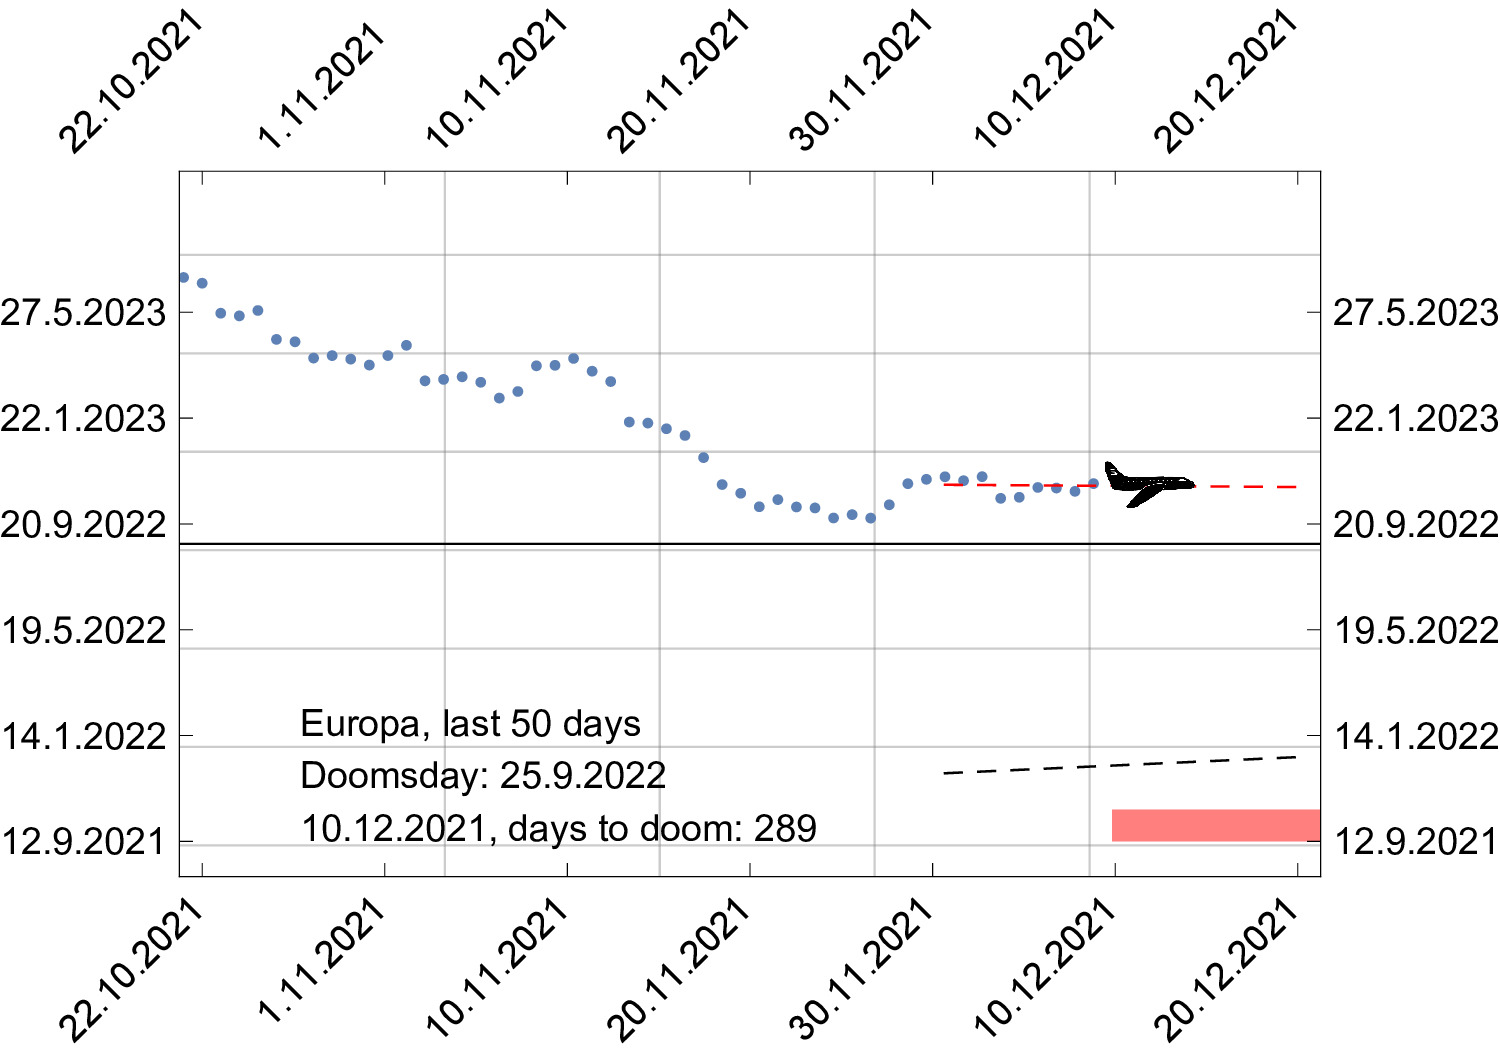 22.10.2021 1.11.2021 10.11.2021 20.11.2021 30.11.2021 10.12.2021 20.12.2021
27.5.2023 27.5.2023
22.1.2023 22.1.2023
20.9.2022 20.9.2022
19.5.2022 19.5.2022
Europa, last 50 days
14.1.2022 14.1.2022
Doomsday: 25.9.2022
10.12.2021, days to doom: 289
12.9.2021 12.9.2021
22.10.2021 1.11.2021 10.11.2021 20.11.2021 30.11.2021 10.12.2021 20.12.2021